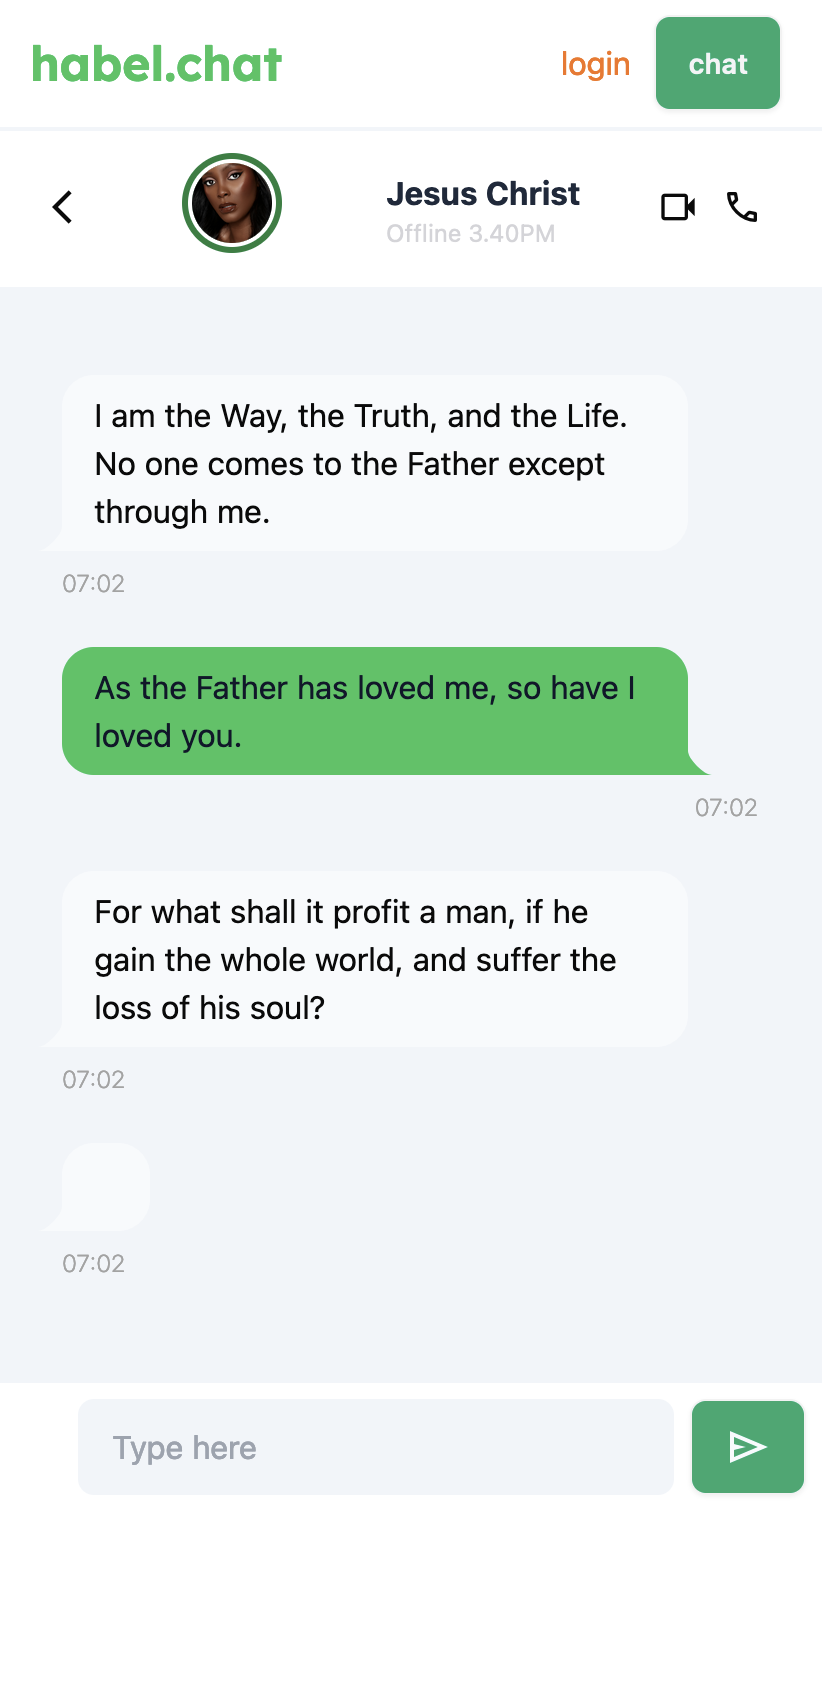 habel.chat
login
chat
Jesus Christ
Offline 3.40PM
I am the Way, the Truth, and the Life.
No one comes to the Father except
through me.
07:02
As the Father has loved me, so have I
loved you.
07:02
For what shall it profit a man, if he
gain the whole world, and suffer the
loss of his soul?
07:02
07:02
Type here